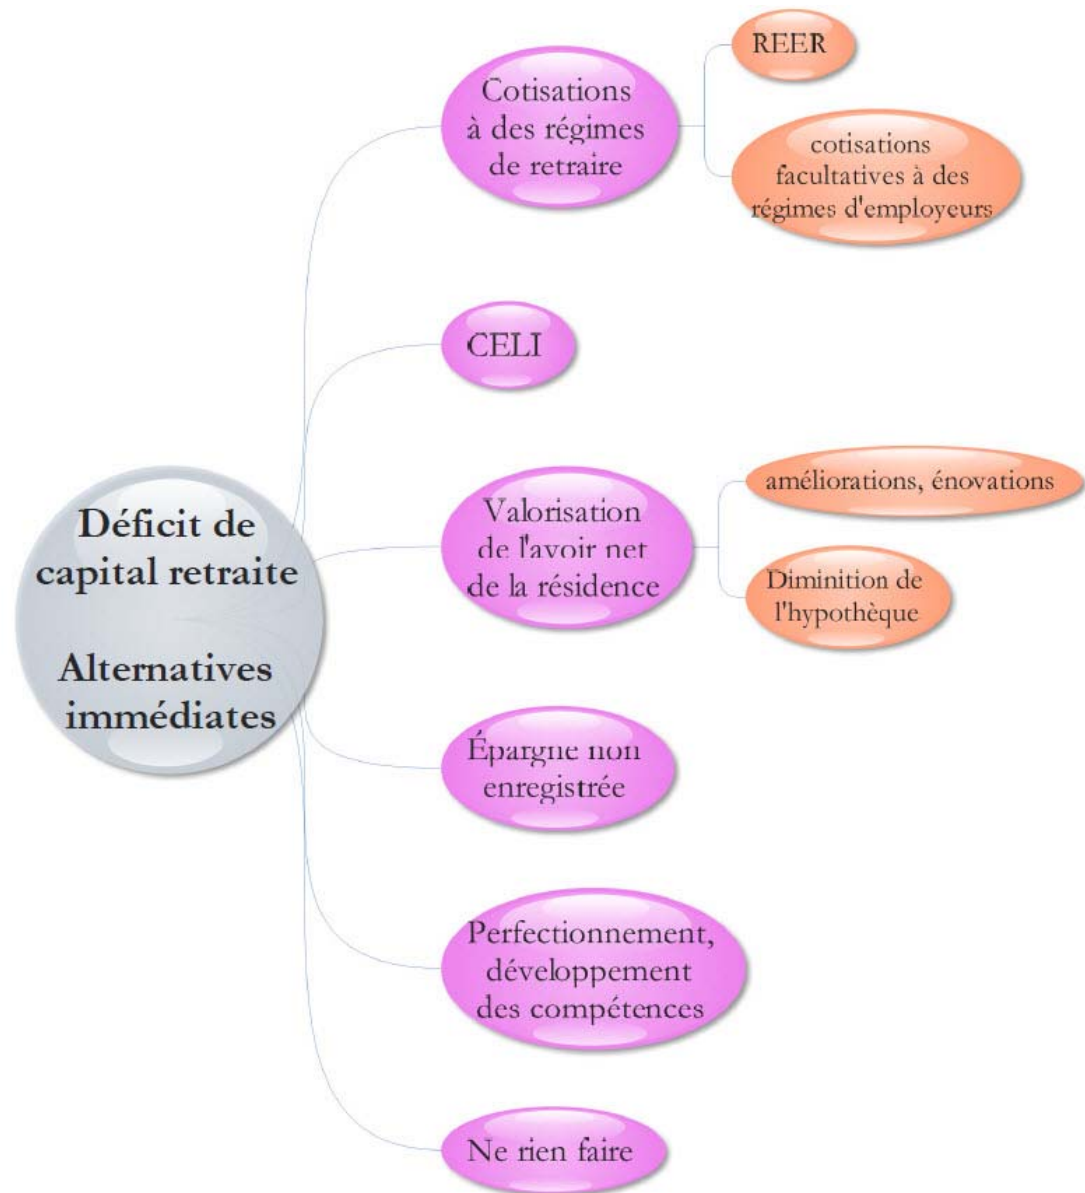 Déficit de
capital retraite
Alternatives
immédiates
Cotisations
à des régimes
de retraire
REER
cotisations
facultatives à des
régimes d'employeurs
CELI
Valorisation
de l'avoir net
de la résidence
améliorations, énovations
Diminition de
l'hypothèque
Épargne non
enregistrée
Perfectionnement,
développement
des compétences
Ne rien faire